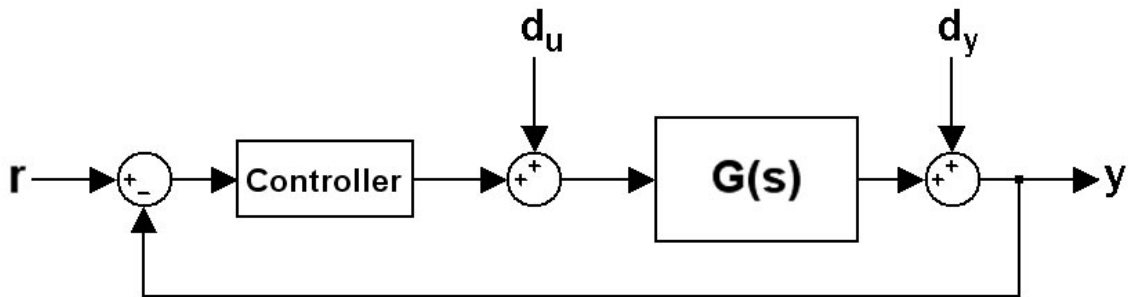 d_u
d_y
r
+
-
Controller
+
+
G(s)
+
+
y